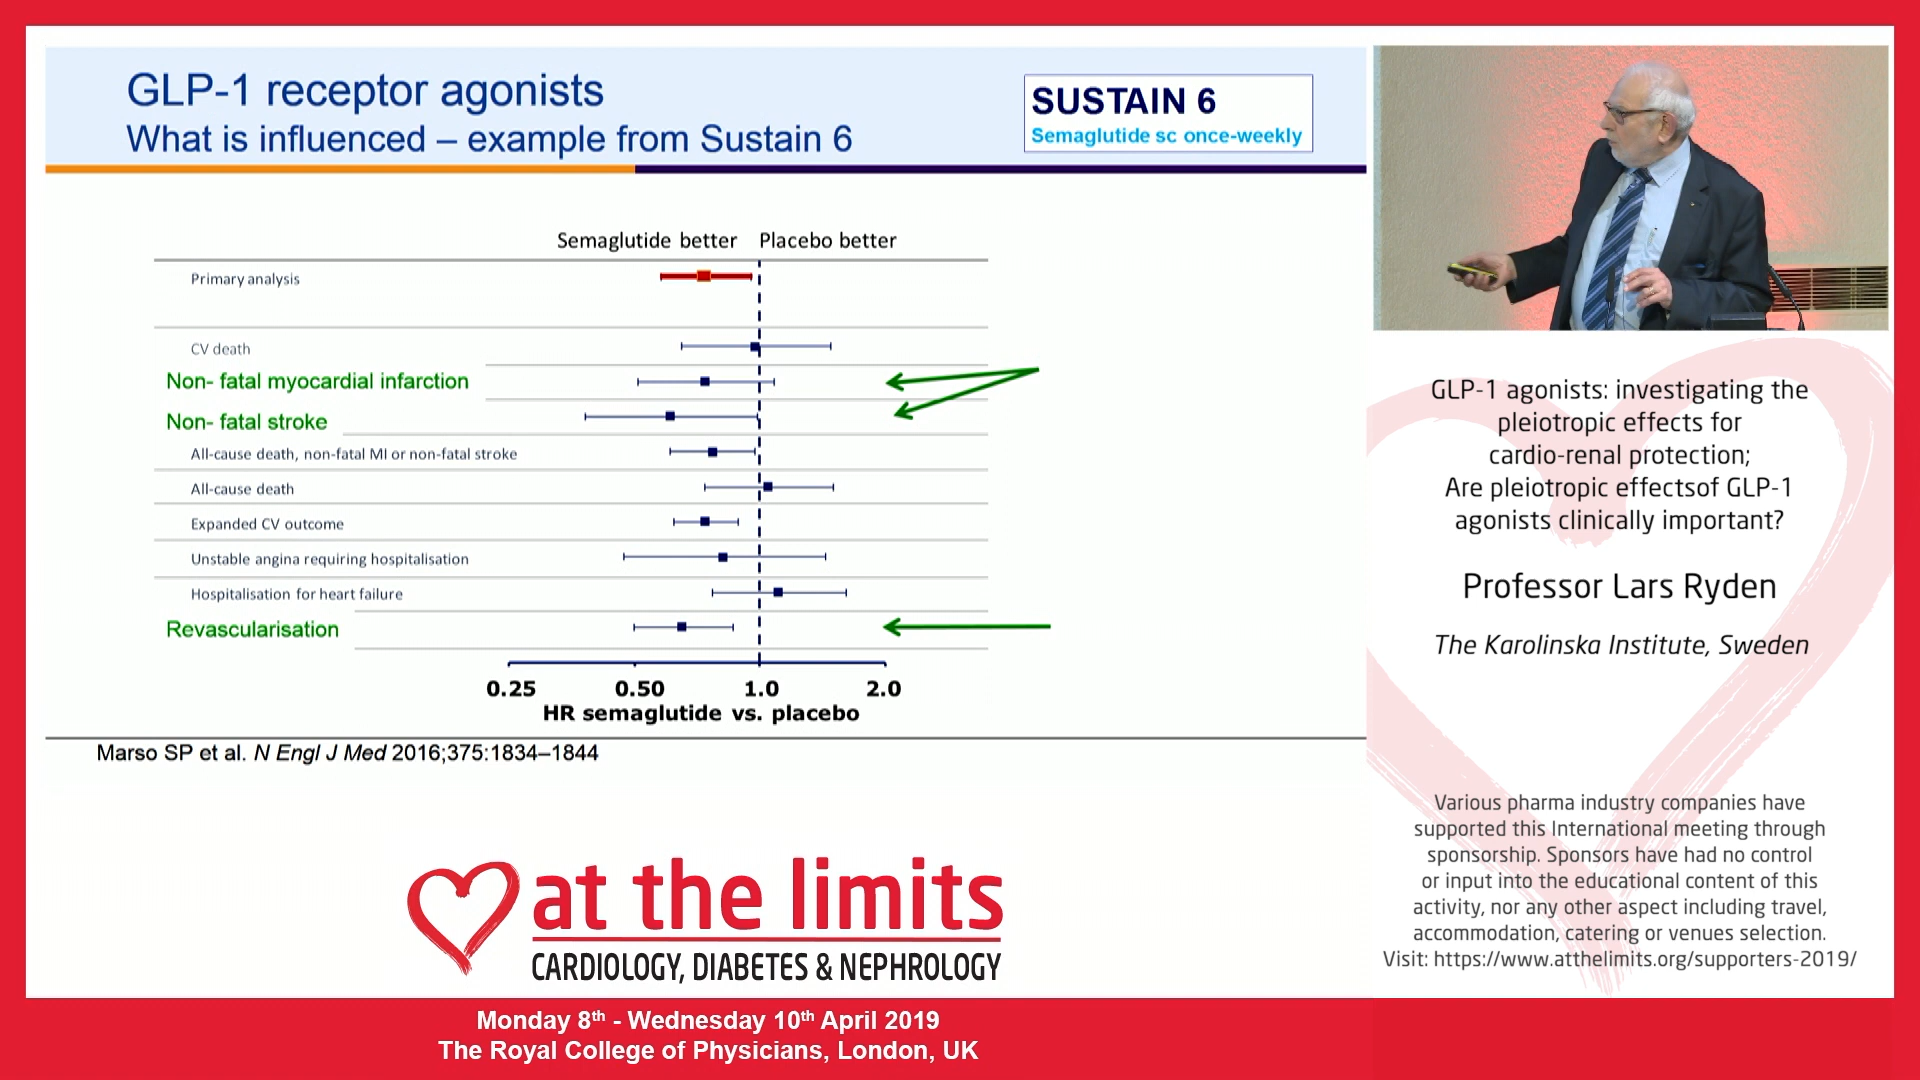 GLP-1 receptor agonists
What is influenced – example from Sustain 6
SUSTAIN 6
Semaglutide sc once-weekly
Semaglutide better Placebo better
Primary analysis
CV death
Non- fatal myocardial infarction
Non- fatal stroke
All-cause death, non-fatal MI or non-fatal stroke
All-cause death
Expanded CV outcome
Unstable angina requiring hospitalisation
Hospitalisation for heart failure
Revascularisation
0.25 0.50 1.0 2.0
HR semaglutide vs. placebo
Marso SP et al. N Engl J Med 2016;375:1834–1844
at the limits
CARDIOLOGY, DIABETES & NEPHROLOGY
Monday 8th - Wednesday 10th April 2019
The Royal College of Physicians, London, UK
GLP-1 agonists: investigating the
pleiotropic effects for
cardio-renal protection;
Are pleiotropic effectsof GLP-1
agonists clinically important?
Professor Lars Ryden
The Karolinska Institute, Sweden
Various pharma industry companies have
supported this International meeting through
sponsorship. Sponsors have had no control
or input into the educational content of this
activity, nor any other aspect including travel,
accommodation, catering or venues selection.
Visit: https://www.atthelimits.org/supporters-2019/